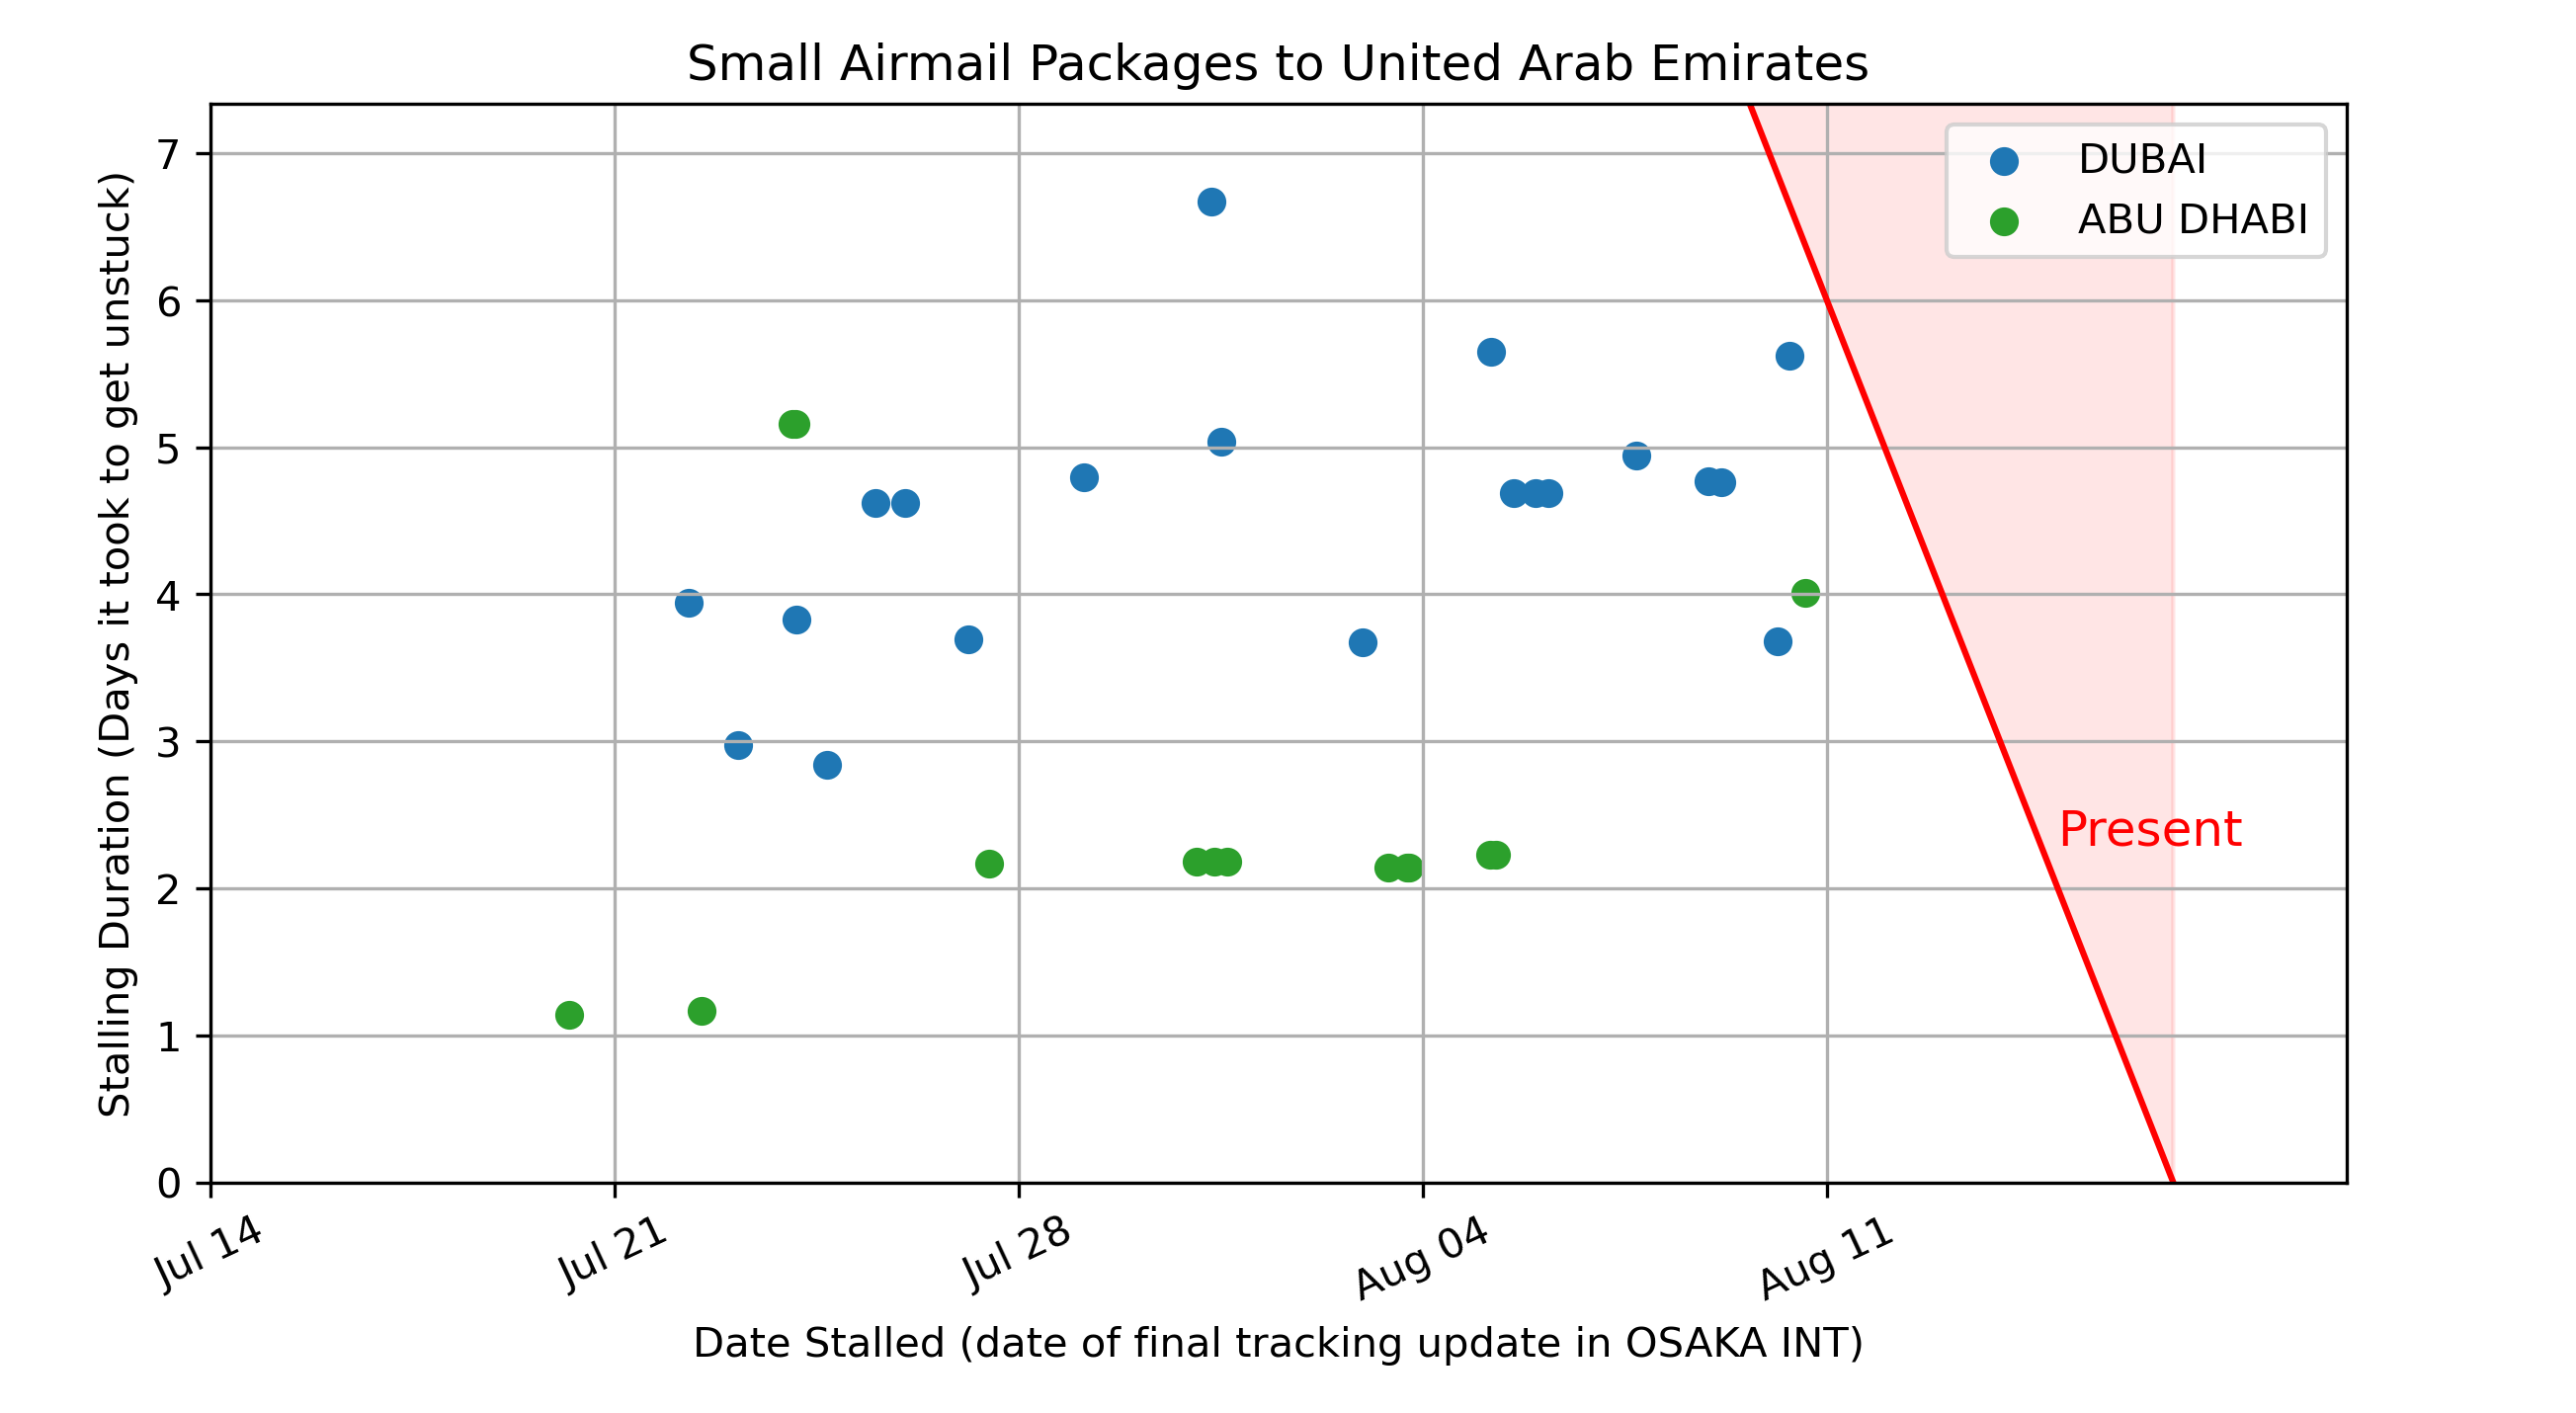 Small Airmail Packages to United Arab Emirates
Stalling Duration (Days it took to get unstuck)
7
6
5
4
3
2
1
0
DUBAI
ABU DHABI
Present
Jul 14
Jul 21
Jul 28
Aug 04
Aug 11
Date Stalled (date of final tracking update in OSAKA INT)